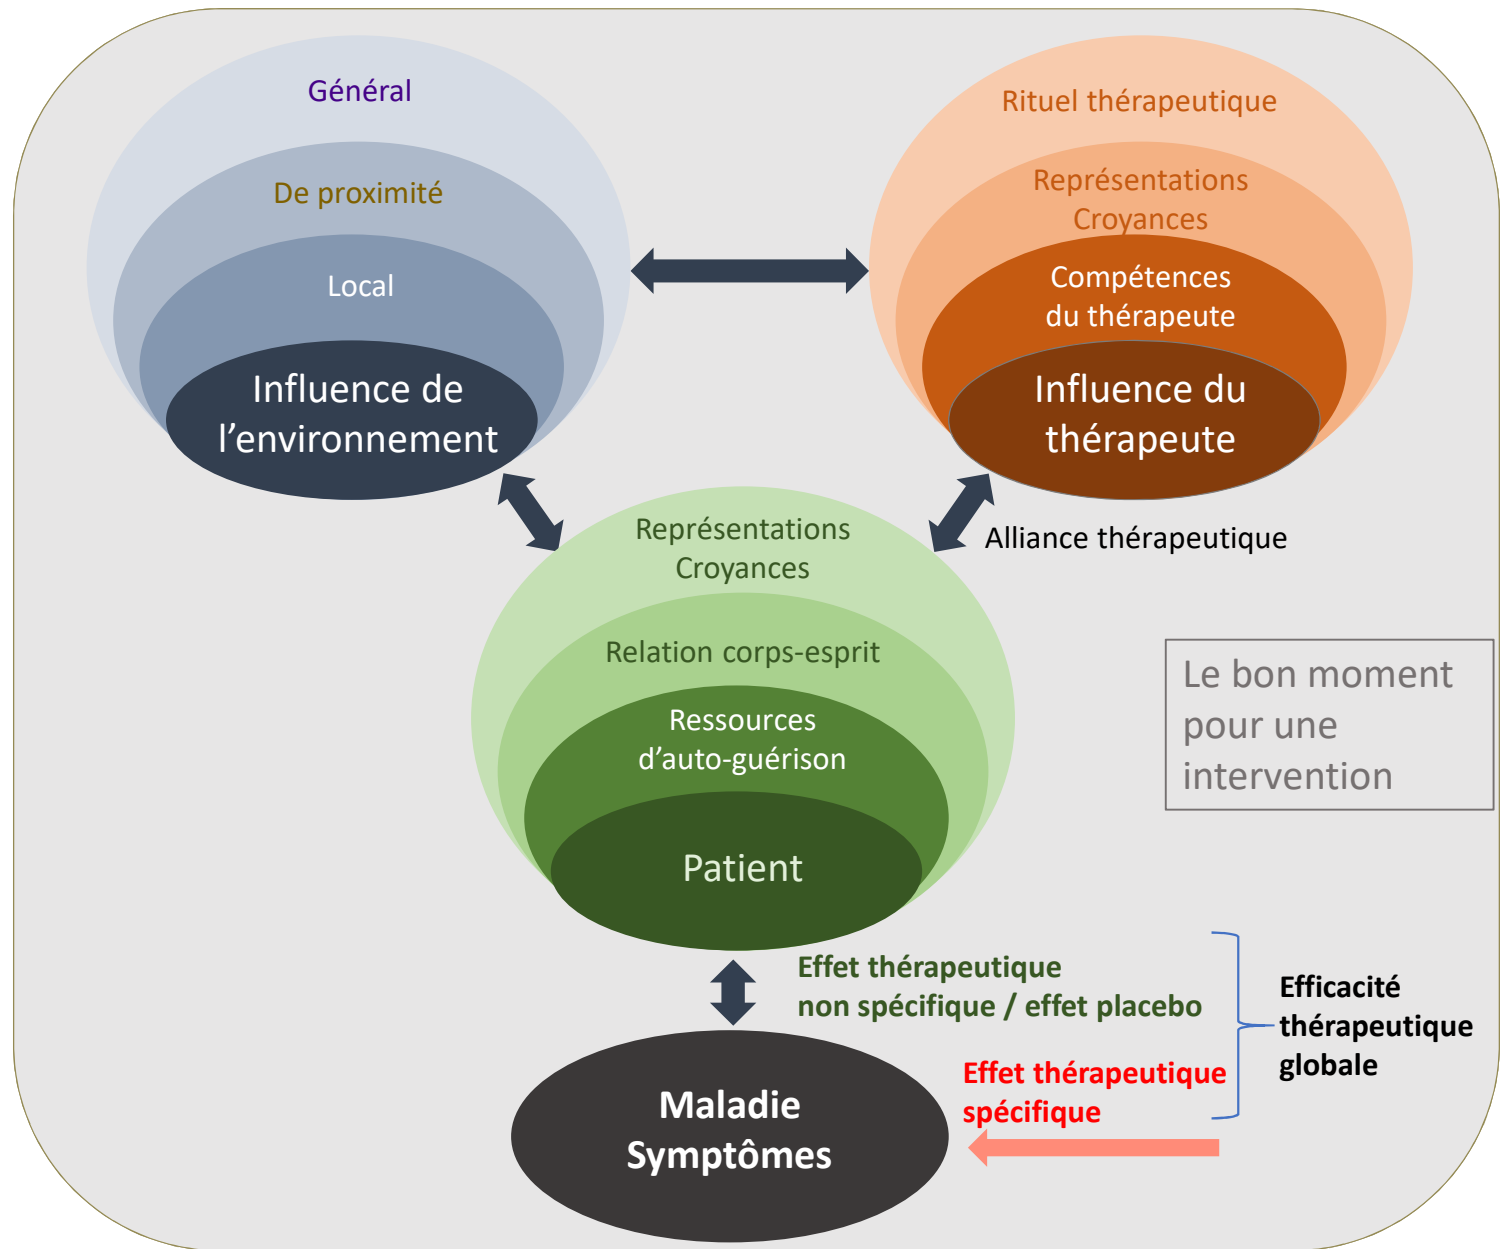 Général
De proximité
Local
Influence de
l’environnement
Rituel thérapeutique
Représentations
Croyances
Compétences
du thérapeute
Influence du
thérapeute
Alliance thérapeutique
Représentations
Croyances
Relation corps-esprit
Ressources
d’auto-guérison
Patient
Le bon moment
pour une
intervention
Effet thérapeutique
non spécifique / effet placebo
Efficacité
thérapeutique
globale
Effet thérapeutique
spécifique
Maladie
Symptômes